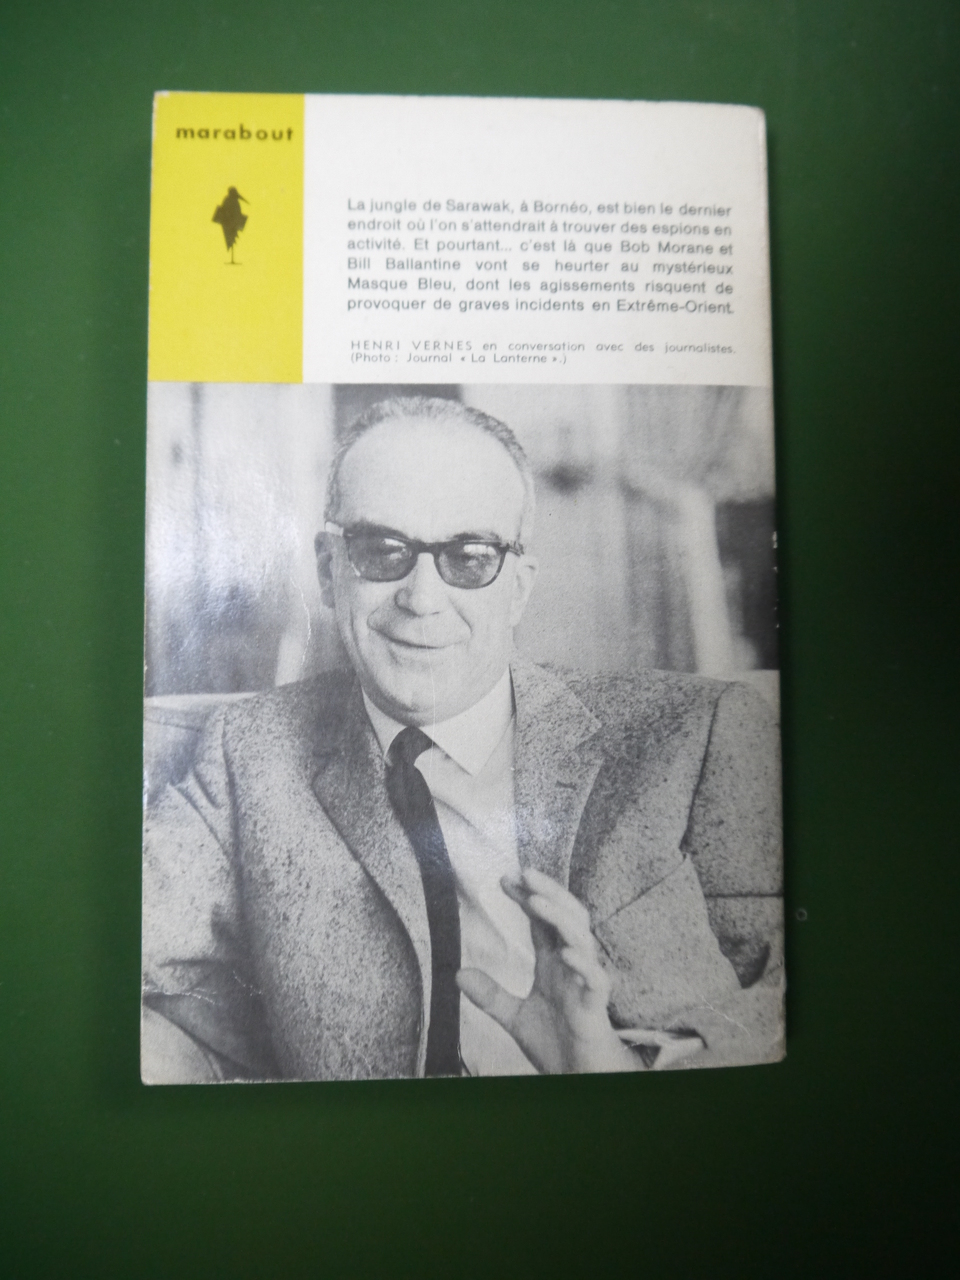 marabout
La jungle de Sarawak, à Bornéo, est bien le dernier
endroit où l'on s'attendrait à trouver des espions en
activité. Et pourtant... c'est là que Bob Morane et
Bill Ballantine vont se heurter au mystérieux
Masque Bleu, dont les agissements risquent de
provoquer de graves incidents en Extrême-Orient.
HENRI VERNES en conversation avec des journalistes.
(Photo : Journal « La Lanterne ».)